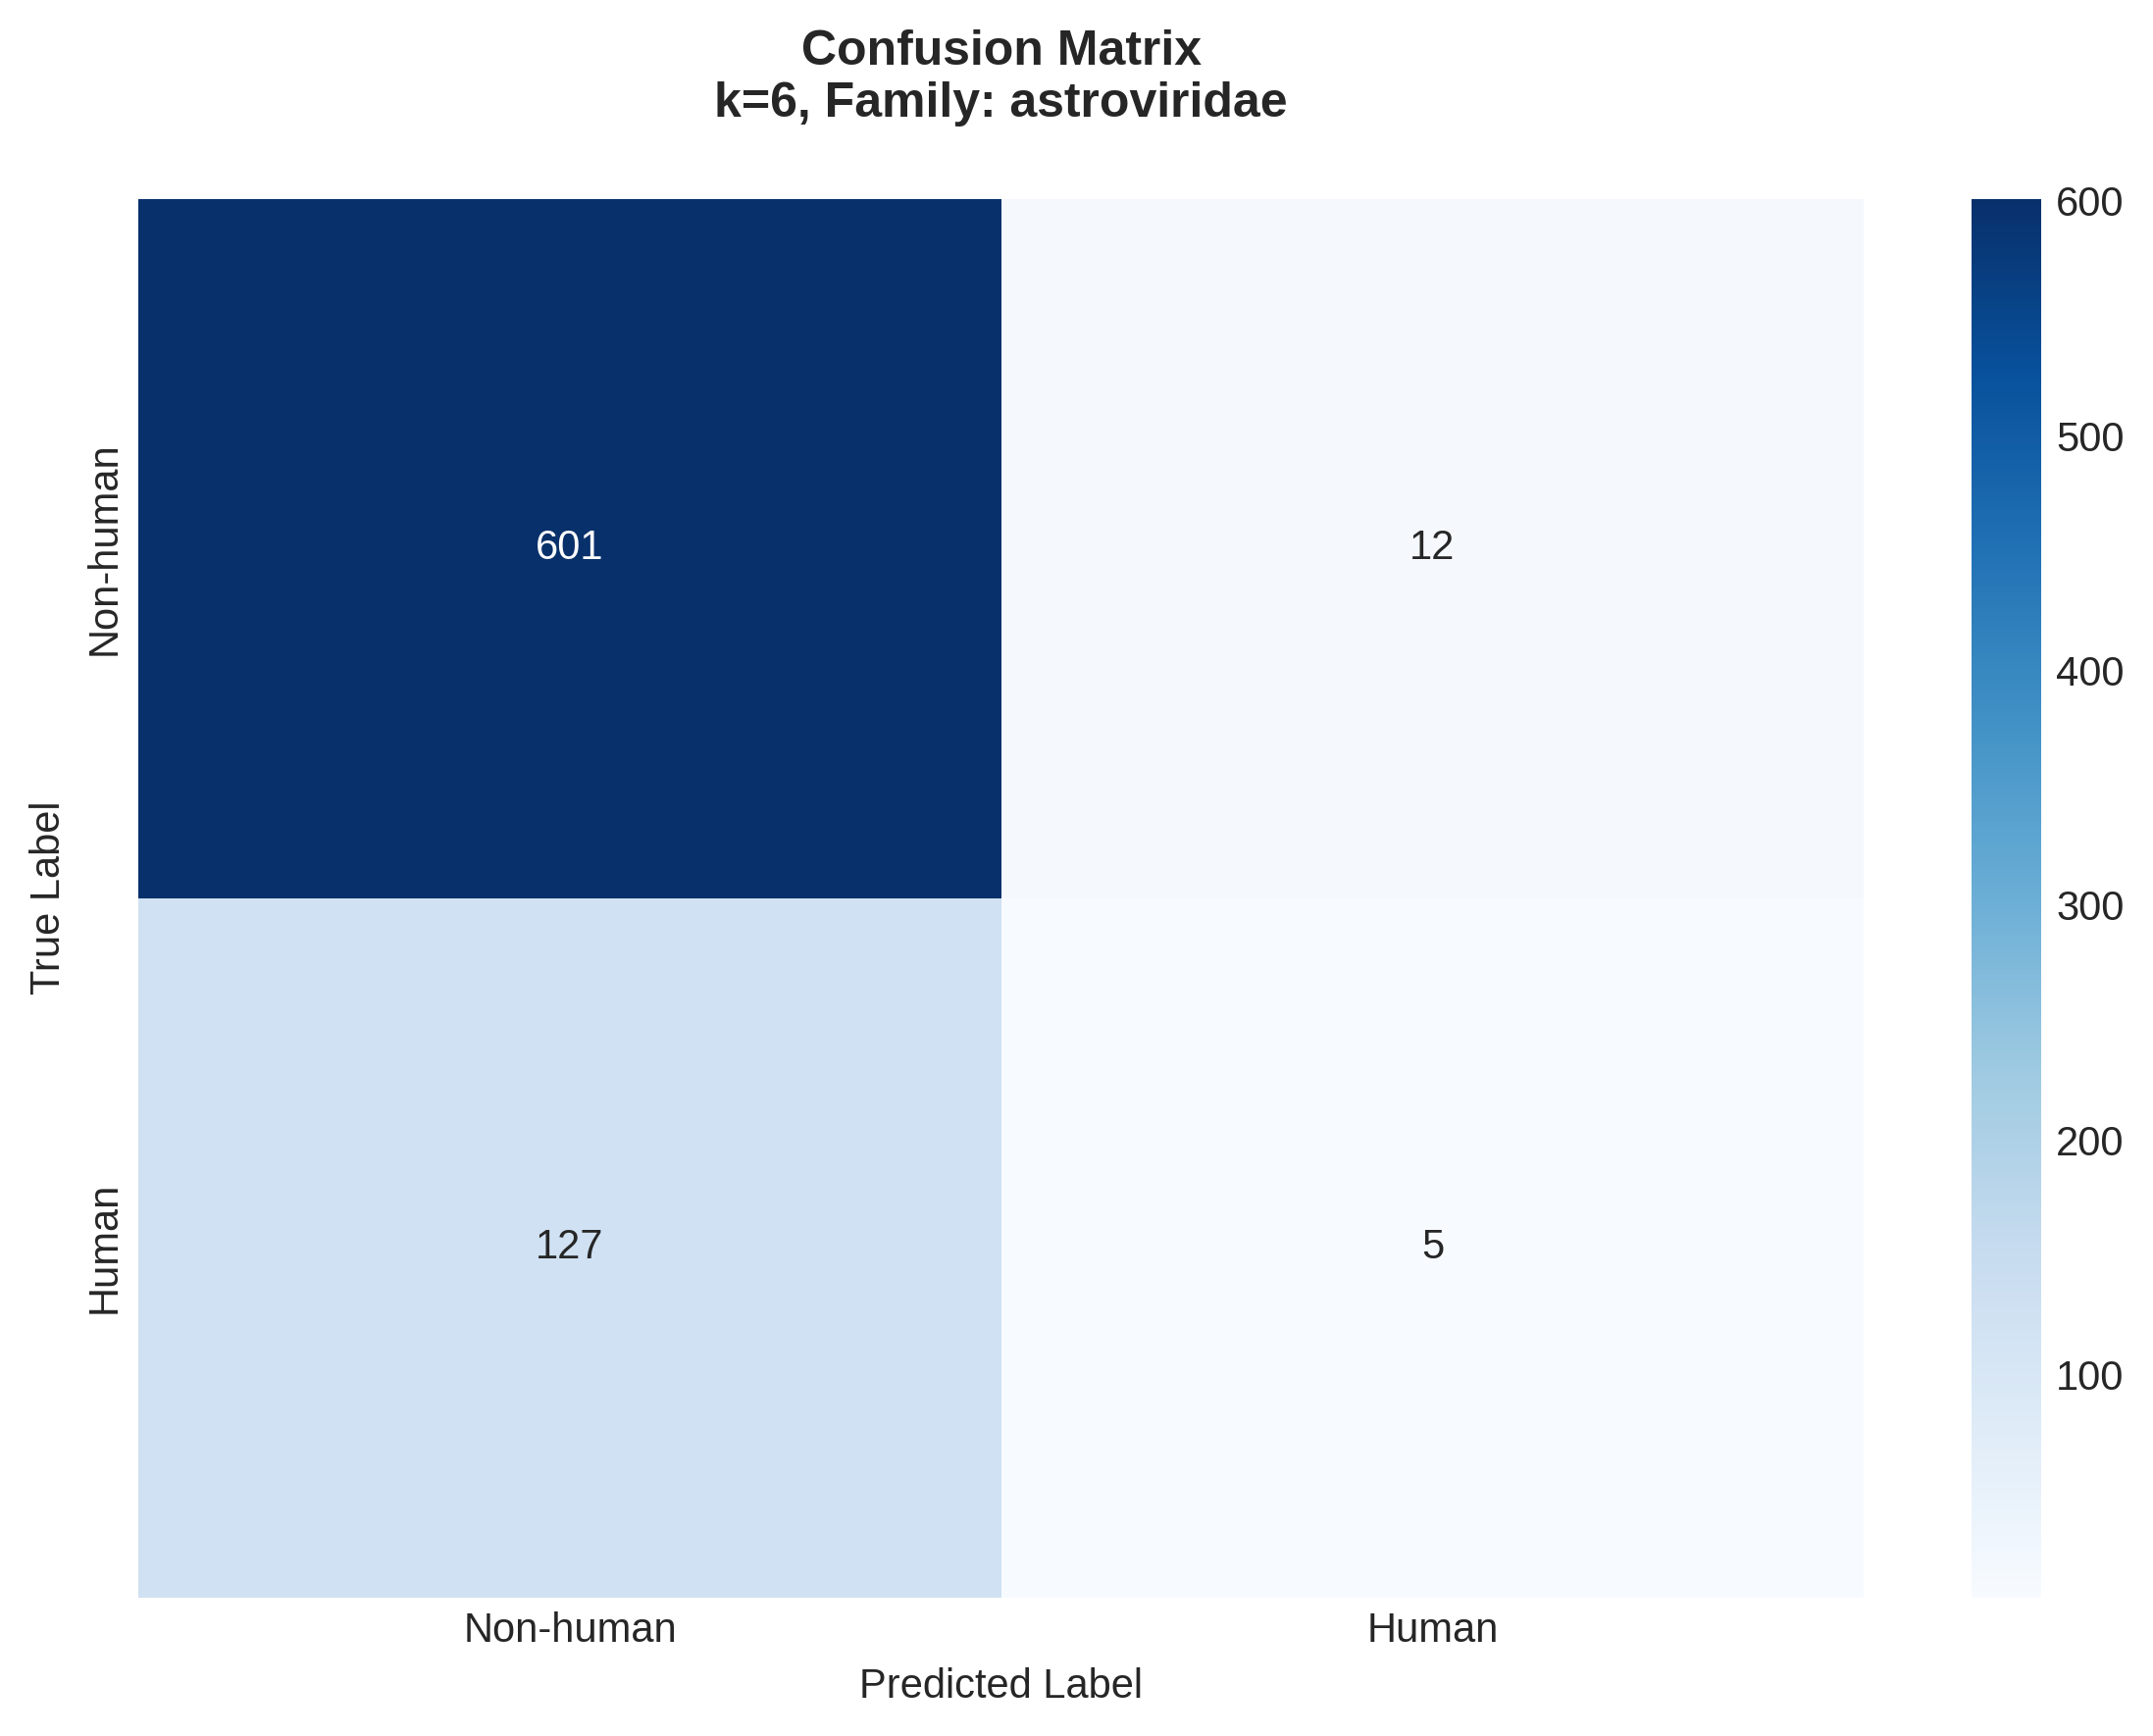 Confusion Matrix
k=6, Family: astroviridae
True Label
Non-human
Human
601
12
127
5
Non-human
Human
Predicted Label
600
500
400
300
200
100